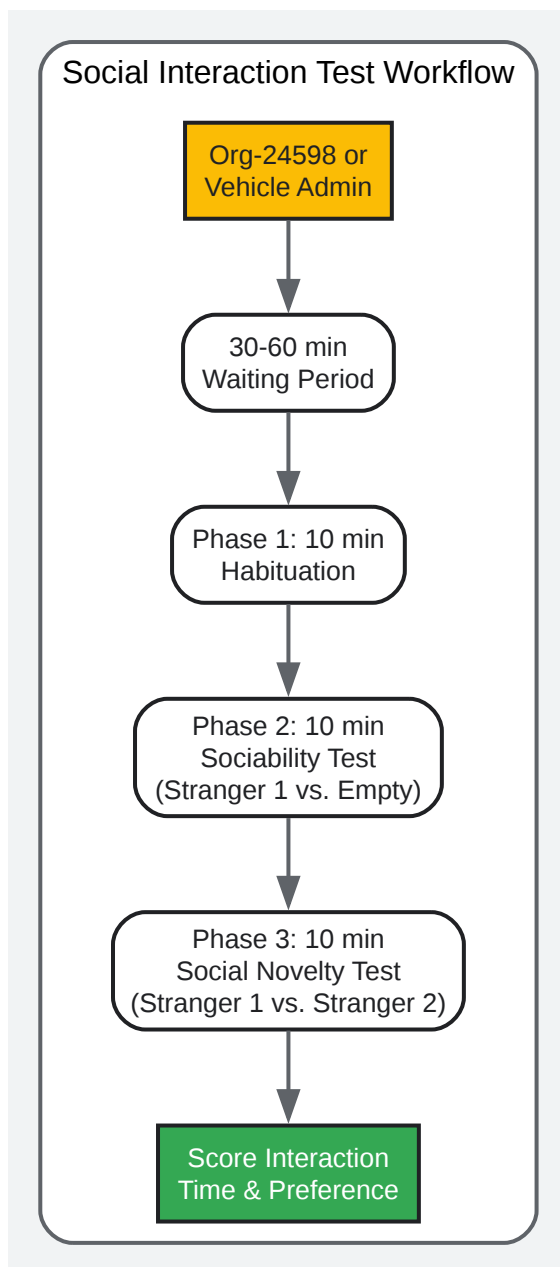 Social Interaction Test Workflow
Org-24598 or
Vehicle Admin
30-60 min
Waiting Period
Phase 1: 10 min
Habituation
Phase 2: 10 min
Sociability Test
(Stranger 1 vs. Empty)
Phase 3: 10 min
Social Novelty Test
(Stranger 1 vs. Stranger 2)
Score Interaction
Time & Preference